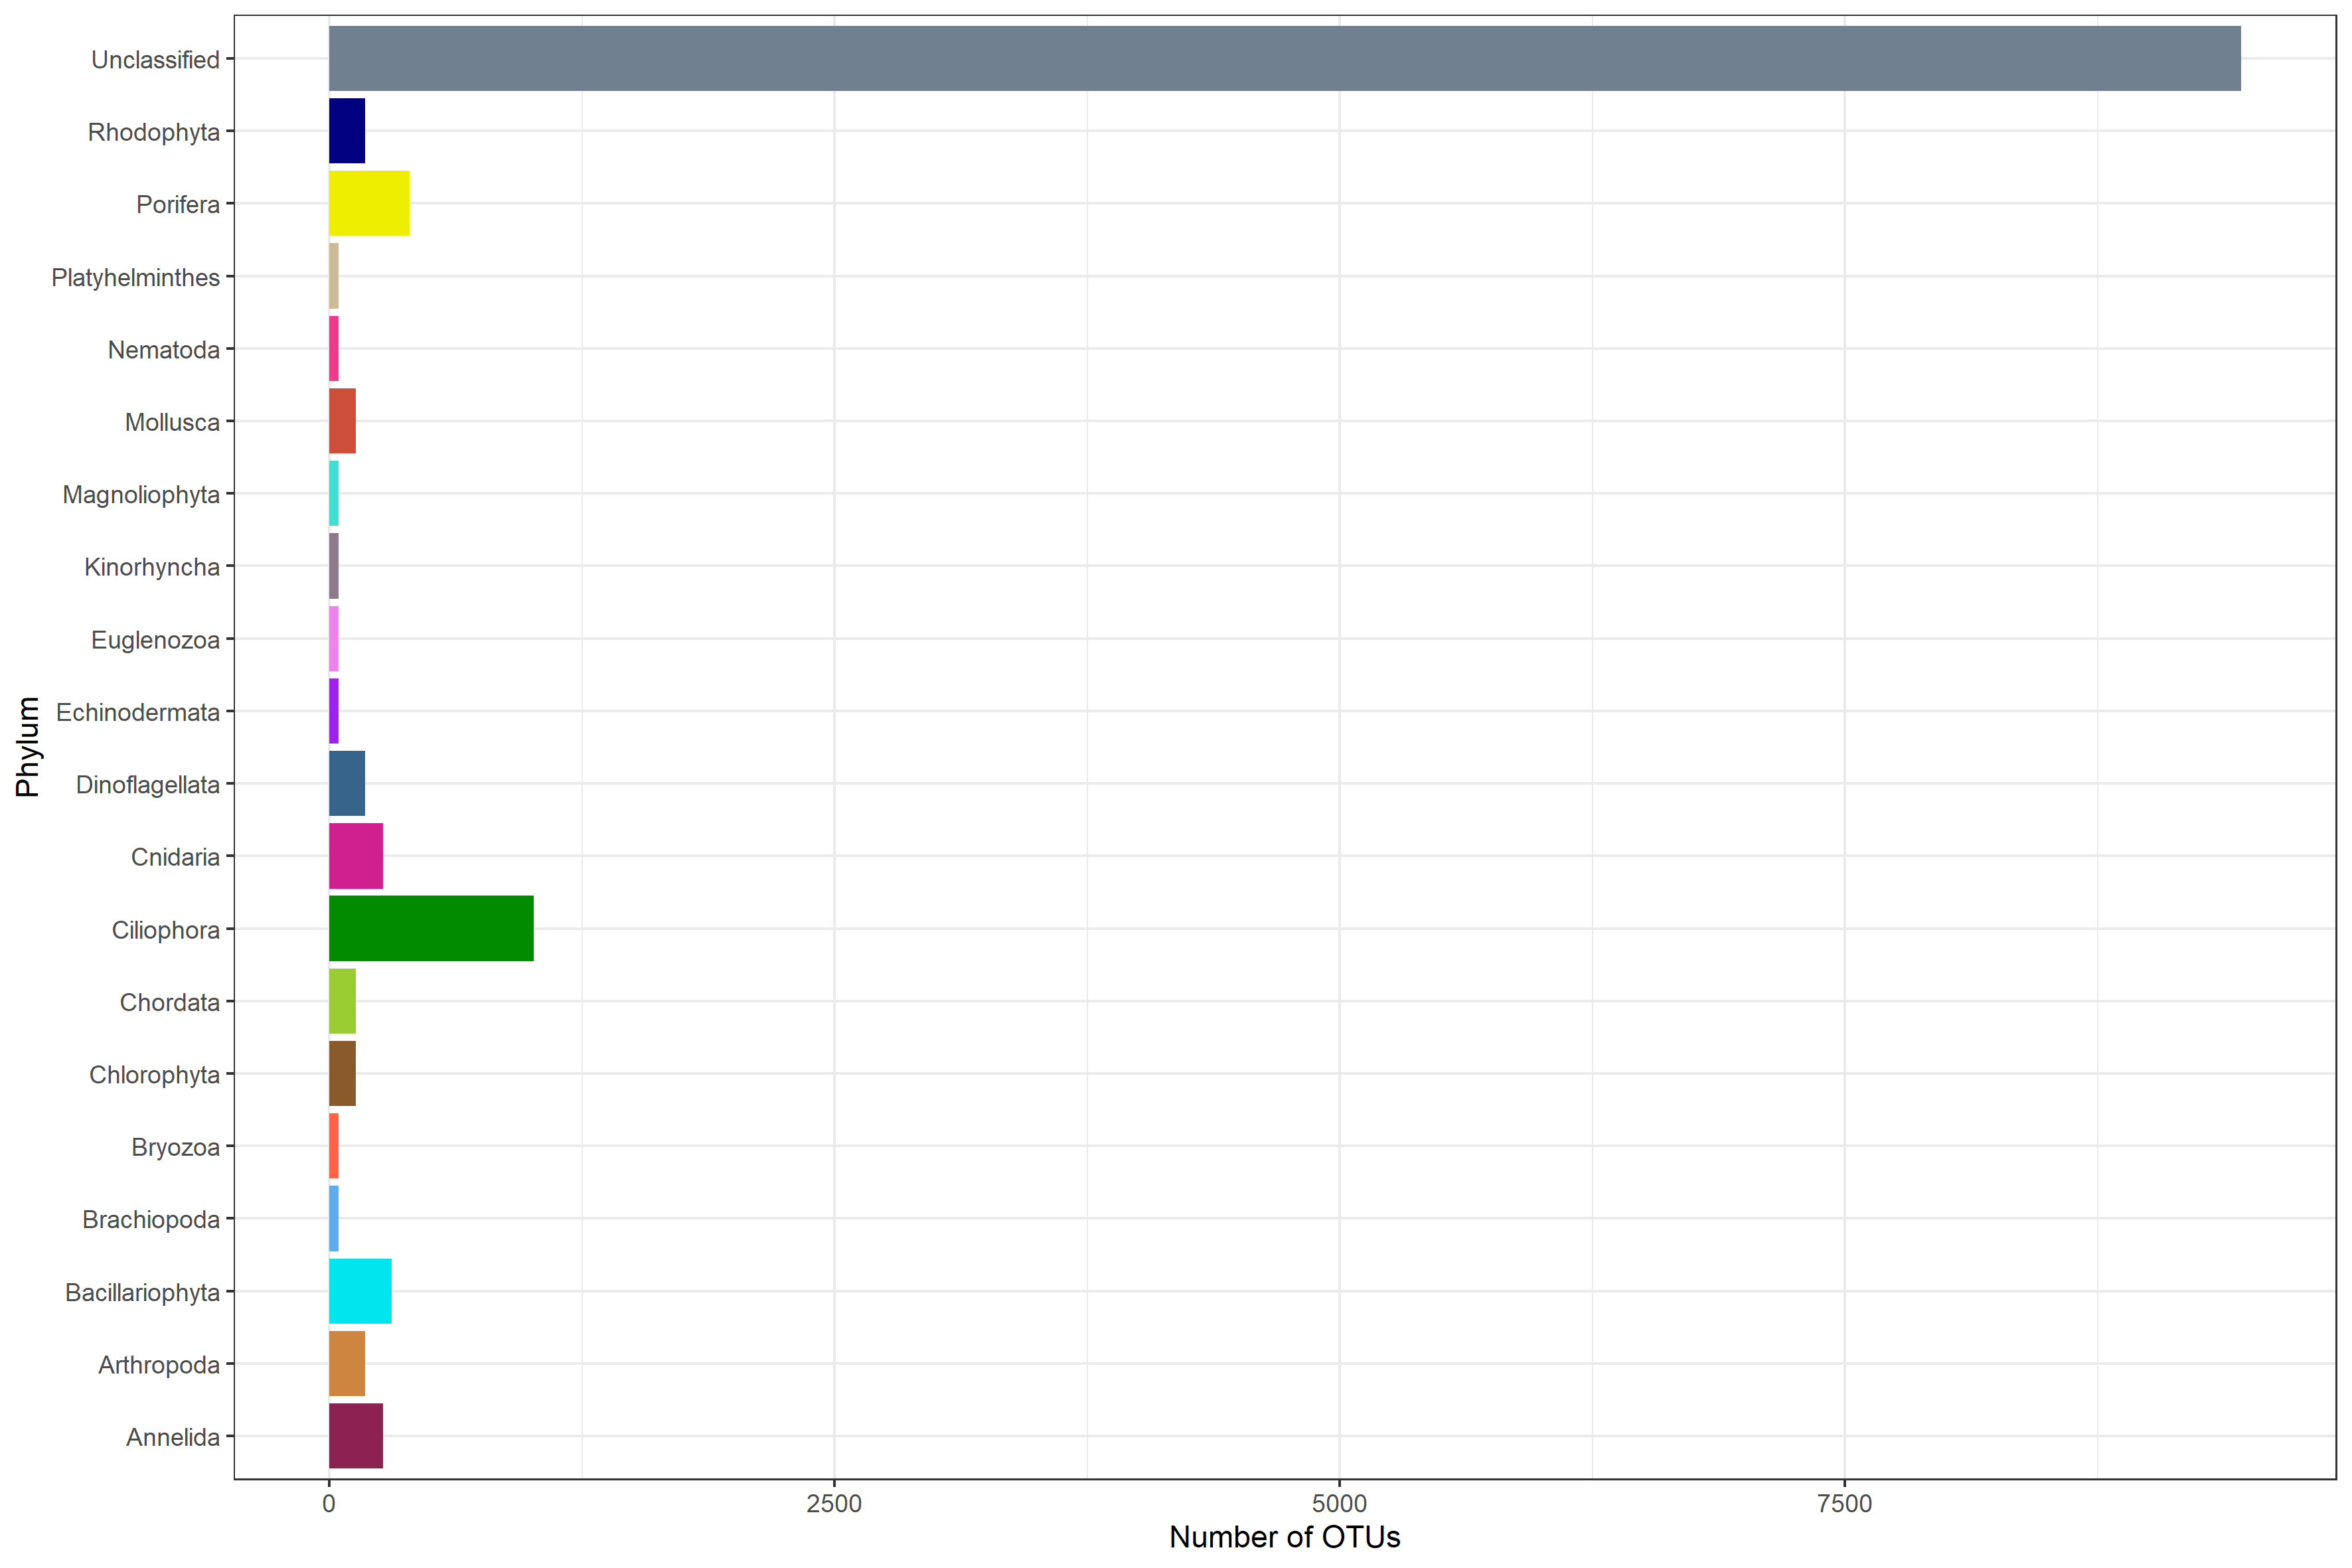 Unclassified
Rhodophyta
Porifera
Platyhelminthes
Nematoda
Mollusca
Magnoliophyta
Kinorhyncha
Euglenozoa
Echinodermata
Dinoflagellata
Cnidaria
Ciliophora
Chordata
Chlorophyta
Bryozoa
Brachiopoda
Bacillariophyta
Arthropoda
Annelida
Phylum
0 2500 5000 7500
Number of OTUs